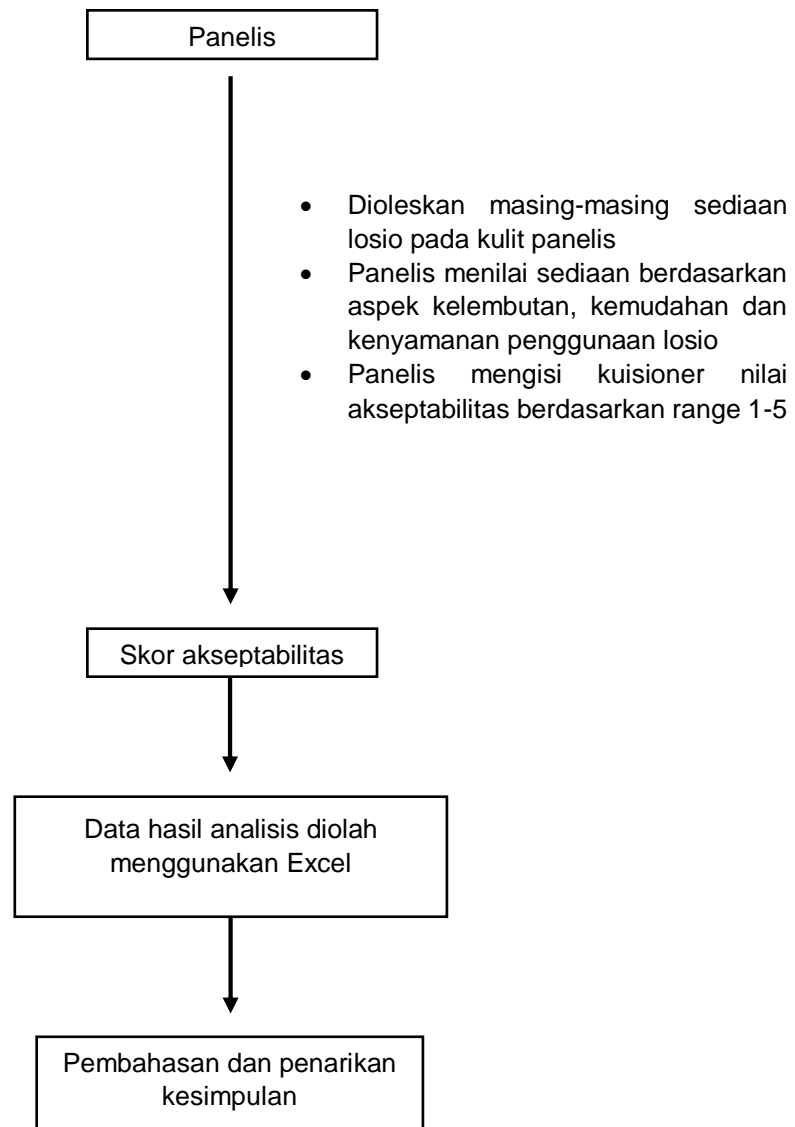 Panelis
• Dioleskan masing-masing sediaan
losio pada kulit panelis
• Panelis menilai sediaan berdasarkan
aspek kelembutan, kemudahan dan
kenyamanan penggunaan losio
• Panelis mengisi kuisioner nilai
akseptabilitas berdasarkan range 1-5
Skor akseptabilitas
Data hasil analisis diolah
menggunakan Excel
Pembahasan dan penarikan
kesimpulan